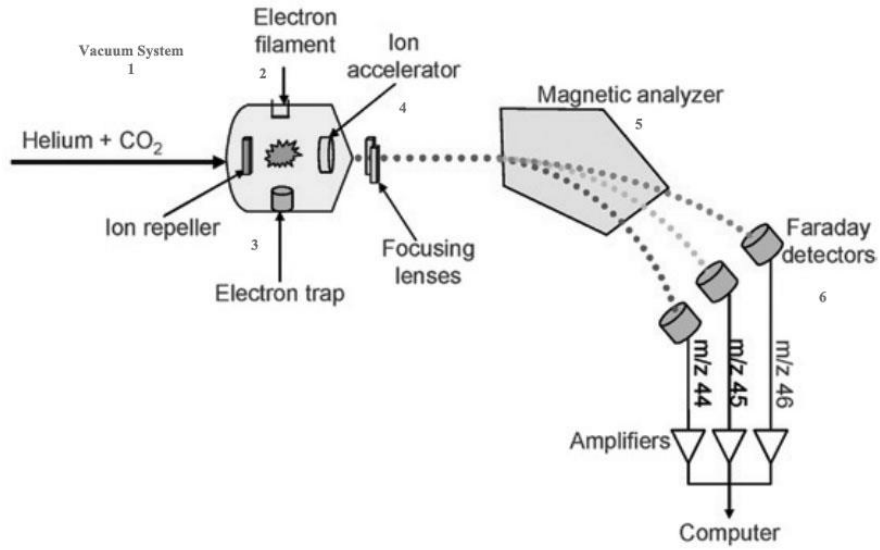 Vacuum System
1
Electron
filament
2
Ion
accelerator
4
Helium + CO₂
Ion repeller
3
Electron trap
Focusing
lenses
Magnetic analyzer
5
Faraday
detectors
6
m/z 44
m/z 45
m/z 46
Amplifiers
Computer